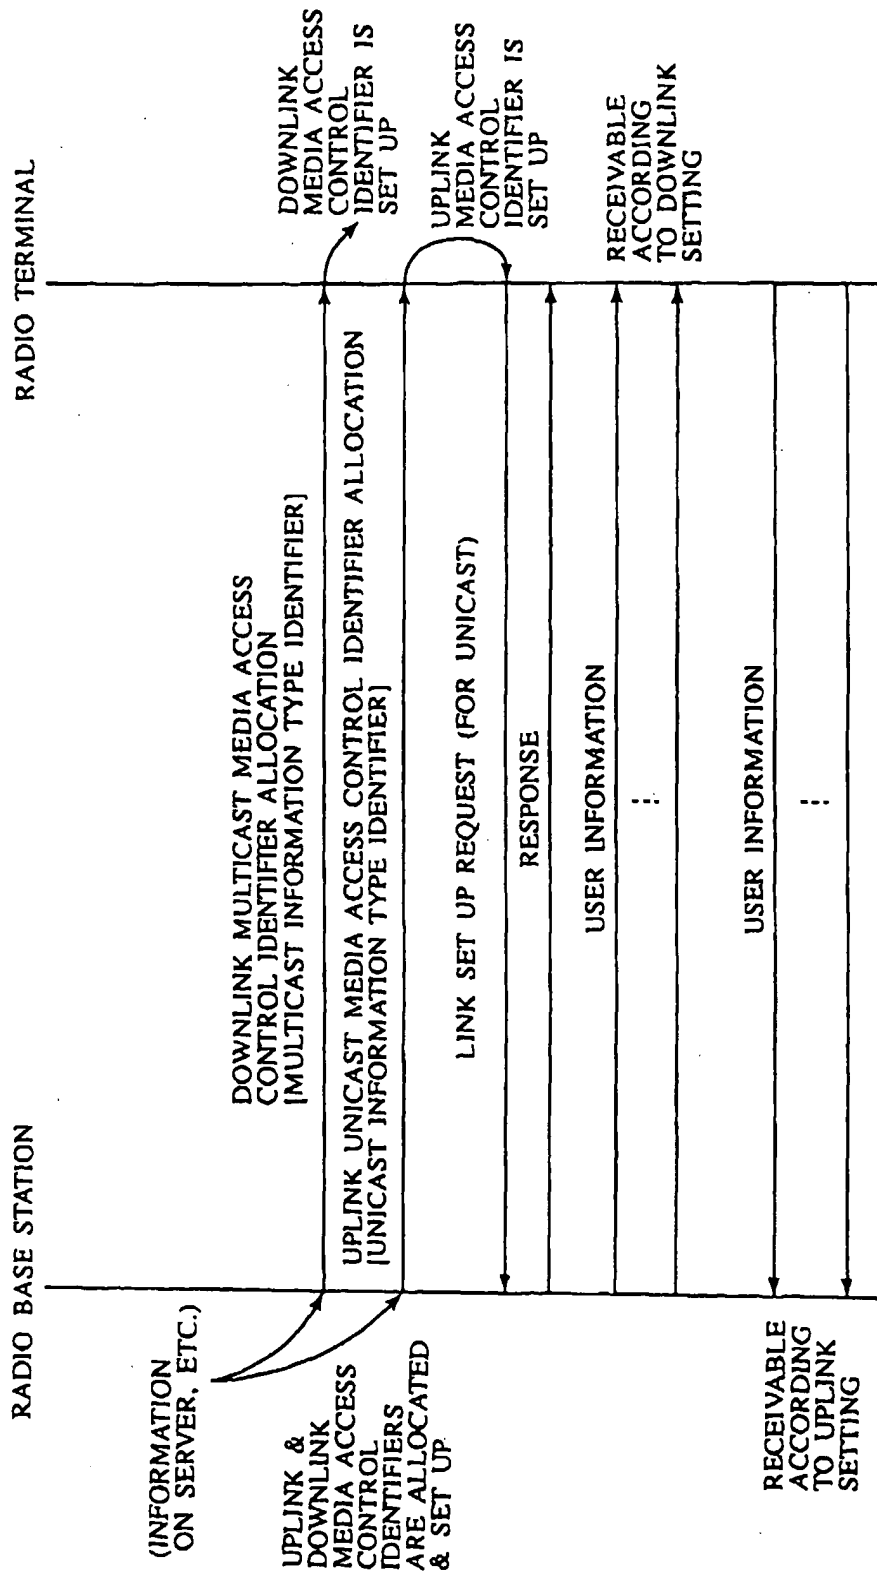 RADIO BASE STATION
RADIO TERMINAL
(INFORMATION
ON SERVER, ETC.)
UPLINK &
DOWNLINK
MEDIA ACCESS
CONTROL
IDENTIFIERS
ARE ALLOCATED
& SET UP
DOWNLINK MULTICAST MEDIA ACCESS
CONTROL IDENTIFIER ALLOCATION
[MULTICAST INFORMATION TYPE IDENTIFIER]
DOWNLINK
MEDIA ACCESS
CONTROL
IDENTIFIER IS
SET UP
UPLINK UNICAST MEDIA ACCESS CONTROL IDENTIFIER ALLOCATION
[UNICAST INFORMATION TYPE IDENTIFIER]
UPLINK
MEDIA ACCESS
CONTROL
IDENTIFIER IS
SET UP
LINK SET UP REQUEST (FOR UNICAST)
RESPONSE
USER INFORMATION
RECEIVABLE
ACCORDING
TO DOWNLINK
SETTING
USER INFORMATION
RECEIVABLE
ACCORDING
TO UPLINK
SETTING